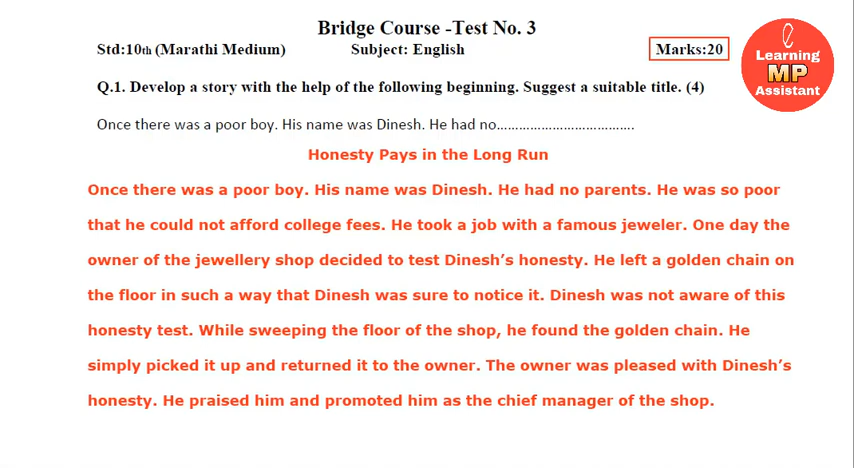 Bridge Course -Test No. 3
Std:10th (Marathi Medium) Subject: English Marks:20
Learning
MP
Assistant
Q.1. Develop a story with the help of the following beginning. Suggest a suitable title. (4)
Once there was a poor boy. His name was Dinesh. He had no…………………………………
Honesty Pays in the Long Run
Once there was a poor boy. His name was Dinesh. He had no parents. He was so poor
that he could not afford college fees. He took a job with a famous jeweler. One day the
owner of the jewellery shop decided to test Dinesh's honesty. He left a golden chain on
the floor in such a way that Dinesh was sure to notice it. Dinesh was not aware of this
honesty test. While sweeping the floor of the shop, he found the golden chain. He
simply picked it up and returned it to the owner. The owner was pleased with Dinesh's
honesty. He praised him and promoted him as the chief manager of the shop.